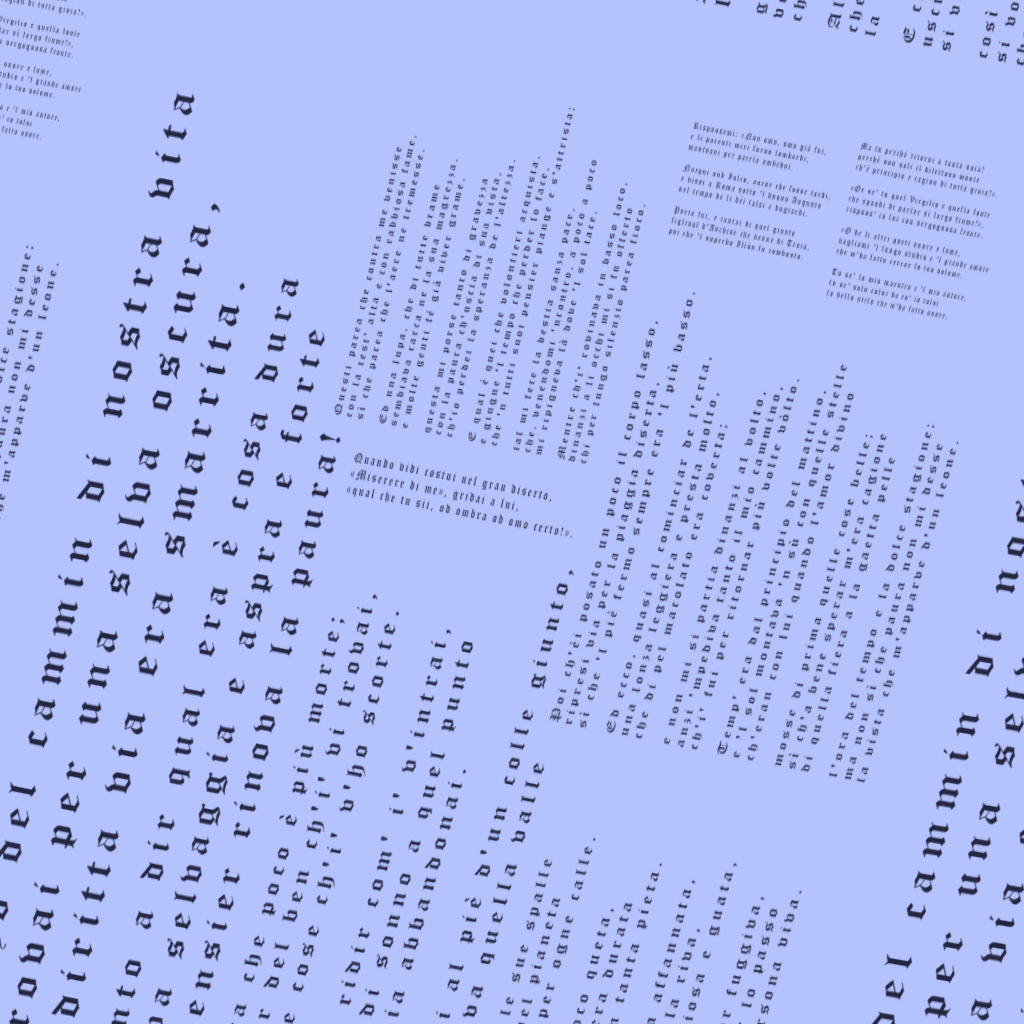 del cammin di nostra vita
per una selva oscura,
diritta via era smarrita.
a dir qual era è cosa dura
selvaggia e aspra e forte
rinova la paura!
che poco è più morte;
del ben ch'i' vi trovai,
cose ch'i' v'ho scorte.
ridir com' i' v'intrai,
di sonno a quel punto
abbandonai.
al piè d'un colle giunto,
quella valle
le sue spalle
del pianeta
per ogne calle.
queta,
durata
tanta pieta.
affannata,
la riva,
e guata,
fuggiva,
lo passo
viva.
Poi ch'èi posato un poco il corpo lasso,
ripresi via per la piaggia diserta,
sì che 'l piè fermo sempre era 'l più basso.
Ed ecco, quasi al cominciar de l'erta,
una lonza leggiera e presta molto,
che di pel macolato era coverta;
e non mi si partia dinanzi al volto,
anzi 'mpediva tanto il mio cammino,
ch'i' fui per ritornar più volte vòlto.
Temp' era dal principio del mattino,
e 'l sol montava 'n sù con quelle stelle
ch'eran con lui quando l'amor divino
mosse di prima quelle cose belle;
sì ch'a bene sperar m'era cagione
di quella fiera a la gaetta pelle
l'ora del tempo e la dolce stagione;
ma non sì che paura non mi desse
la vista che m'apparve d'un leone.
Questi parea che contra me venisse
con la test' alta e con rabbiosa fame,
sì che parea che l'aere ne tremesse.
Ed una lupa, che di tutte brame
sembiava carca ne la sua magrezza,
e molte genti fé già viver grame,
questa mi porse tanto di gravezza
con la paura ch'uscia di sua vista,
ch'io perdei la speranza de l'altezza.
E qual è quei che volontieri acquista,
e giugne 'l tempo che perder lo face,
che 'n tutti suoi pensier piange e s'attrista;
tal mi fece la bestia sanza pace,
che, venendomi 'ncontro, a poco a poco
mi ripigneva là dove 'l sol tace.
Mentre ch'i' rovinava in basso loco,
dinanzi a li occhi mi si fu offerto
chi per lungo silenzio parea fioco.
Quando vidi costui nel gran diserto,
«Miserere di me», gridai a lui,
«qual che tu sii, od ombra od omo certo!».
Rispuosemi: «Non omo, omo già fui,
e li parenti miei furon lombardi,
mantoani per patrïa ambedui.
Nacqui sub Iulio, ancor che fosse tardi,
e vissi a Roma sotto 'l buono Augusto
nel tempo de li dèi falsi e bugiardi.
Poeta fui, e cantai di quel giusto
figliuol d'Anchise che venne di Troia,
poi che 'l superbo Ilïón fu combusto.
Ma tu perché ritorni a tanta noia?
perché non sali il dilettoso monte
ch'è principio e cagion di tutta gioia?».
«Or se' tu quel Virgilio e quella fonte
che spandi di parlar sì largo fiume?»,
rispuos' io lui con vergognosa fronte.
«O de li altri poeti onore e lume,
vagliami 'l lungo studio e 'l grande amore
che m'ha fatto cercar lo tuo volume.
Tu se' lo mio maestro e 'l mio autore,
tu se' solo colui da cu' io tolsi
lo bello stilo che m'ha fatto onore.